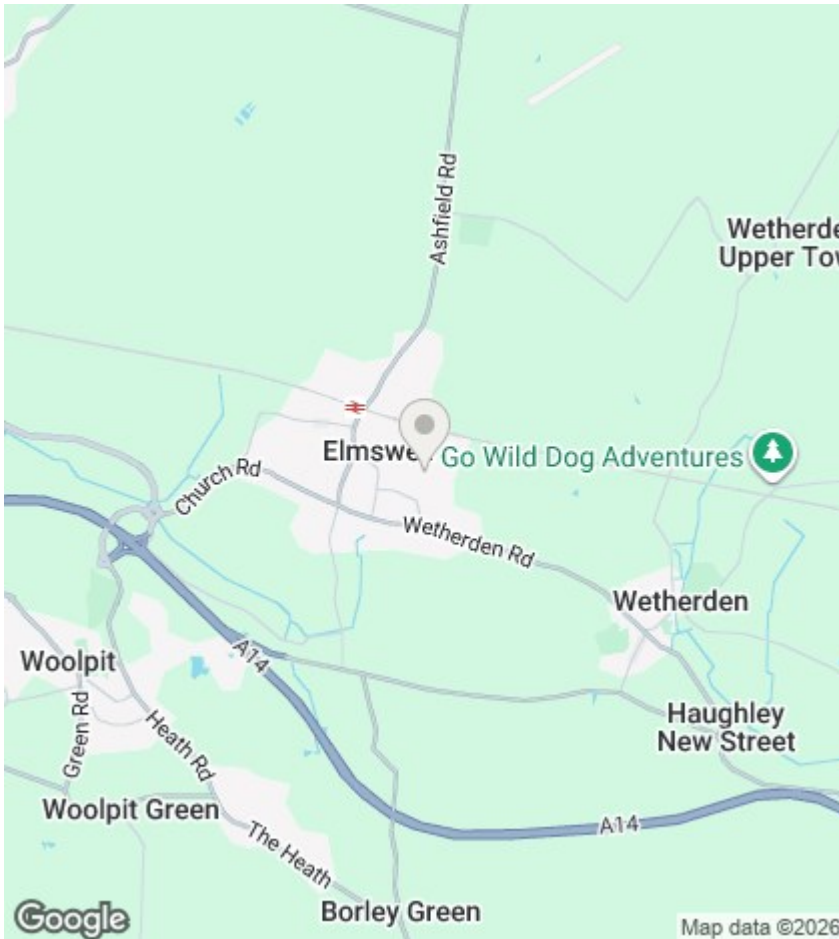 Ashfield Rd
Wetherde
Upper Tow
Elmswe
Go Wild Dog Adventures
Church Rd
Wetherden Rd
Wetherden
Woolpit
A14
Green Rd
Heath Rd
Haughley
New Street
Woolpit Green
The Heath
A14
Borley Green
Google
Map data ©2026